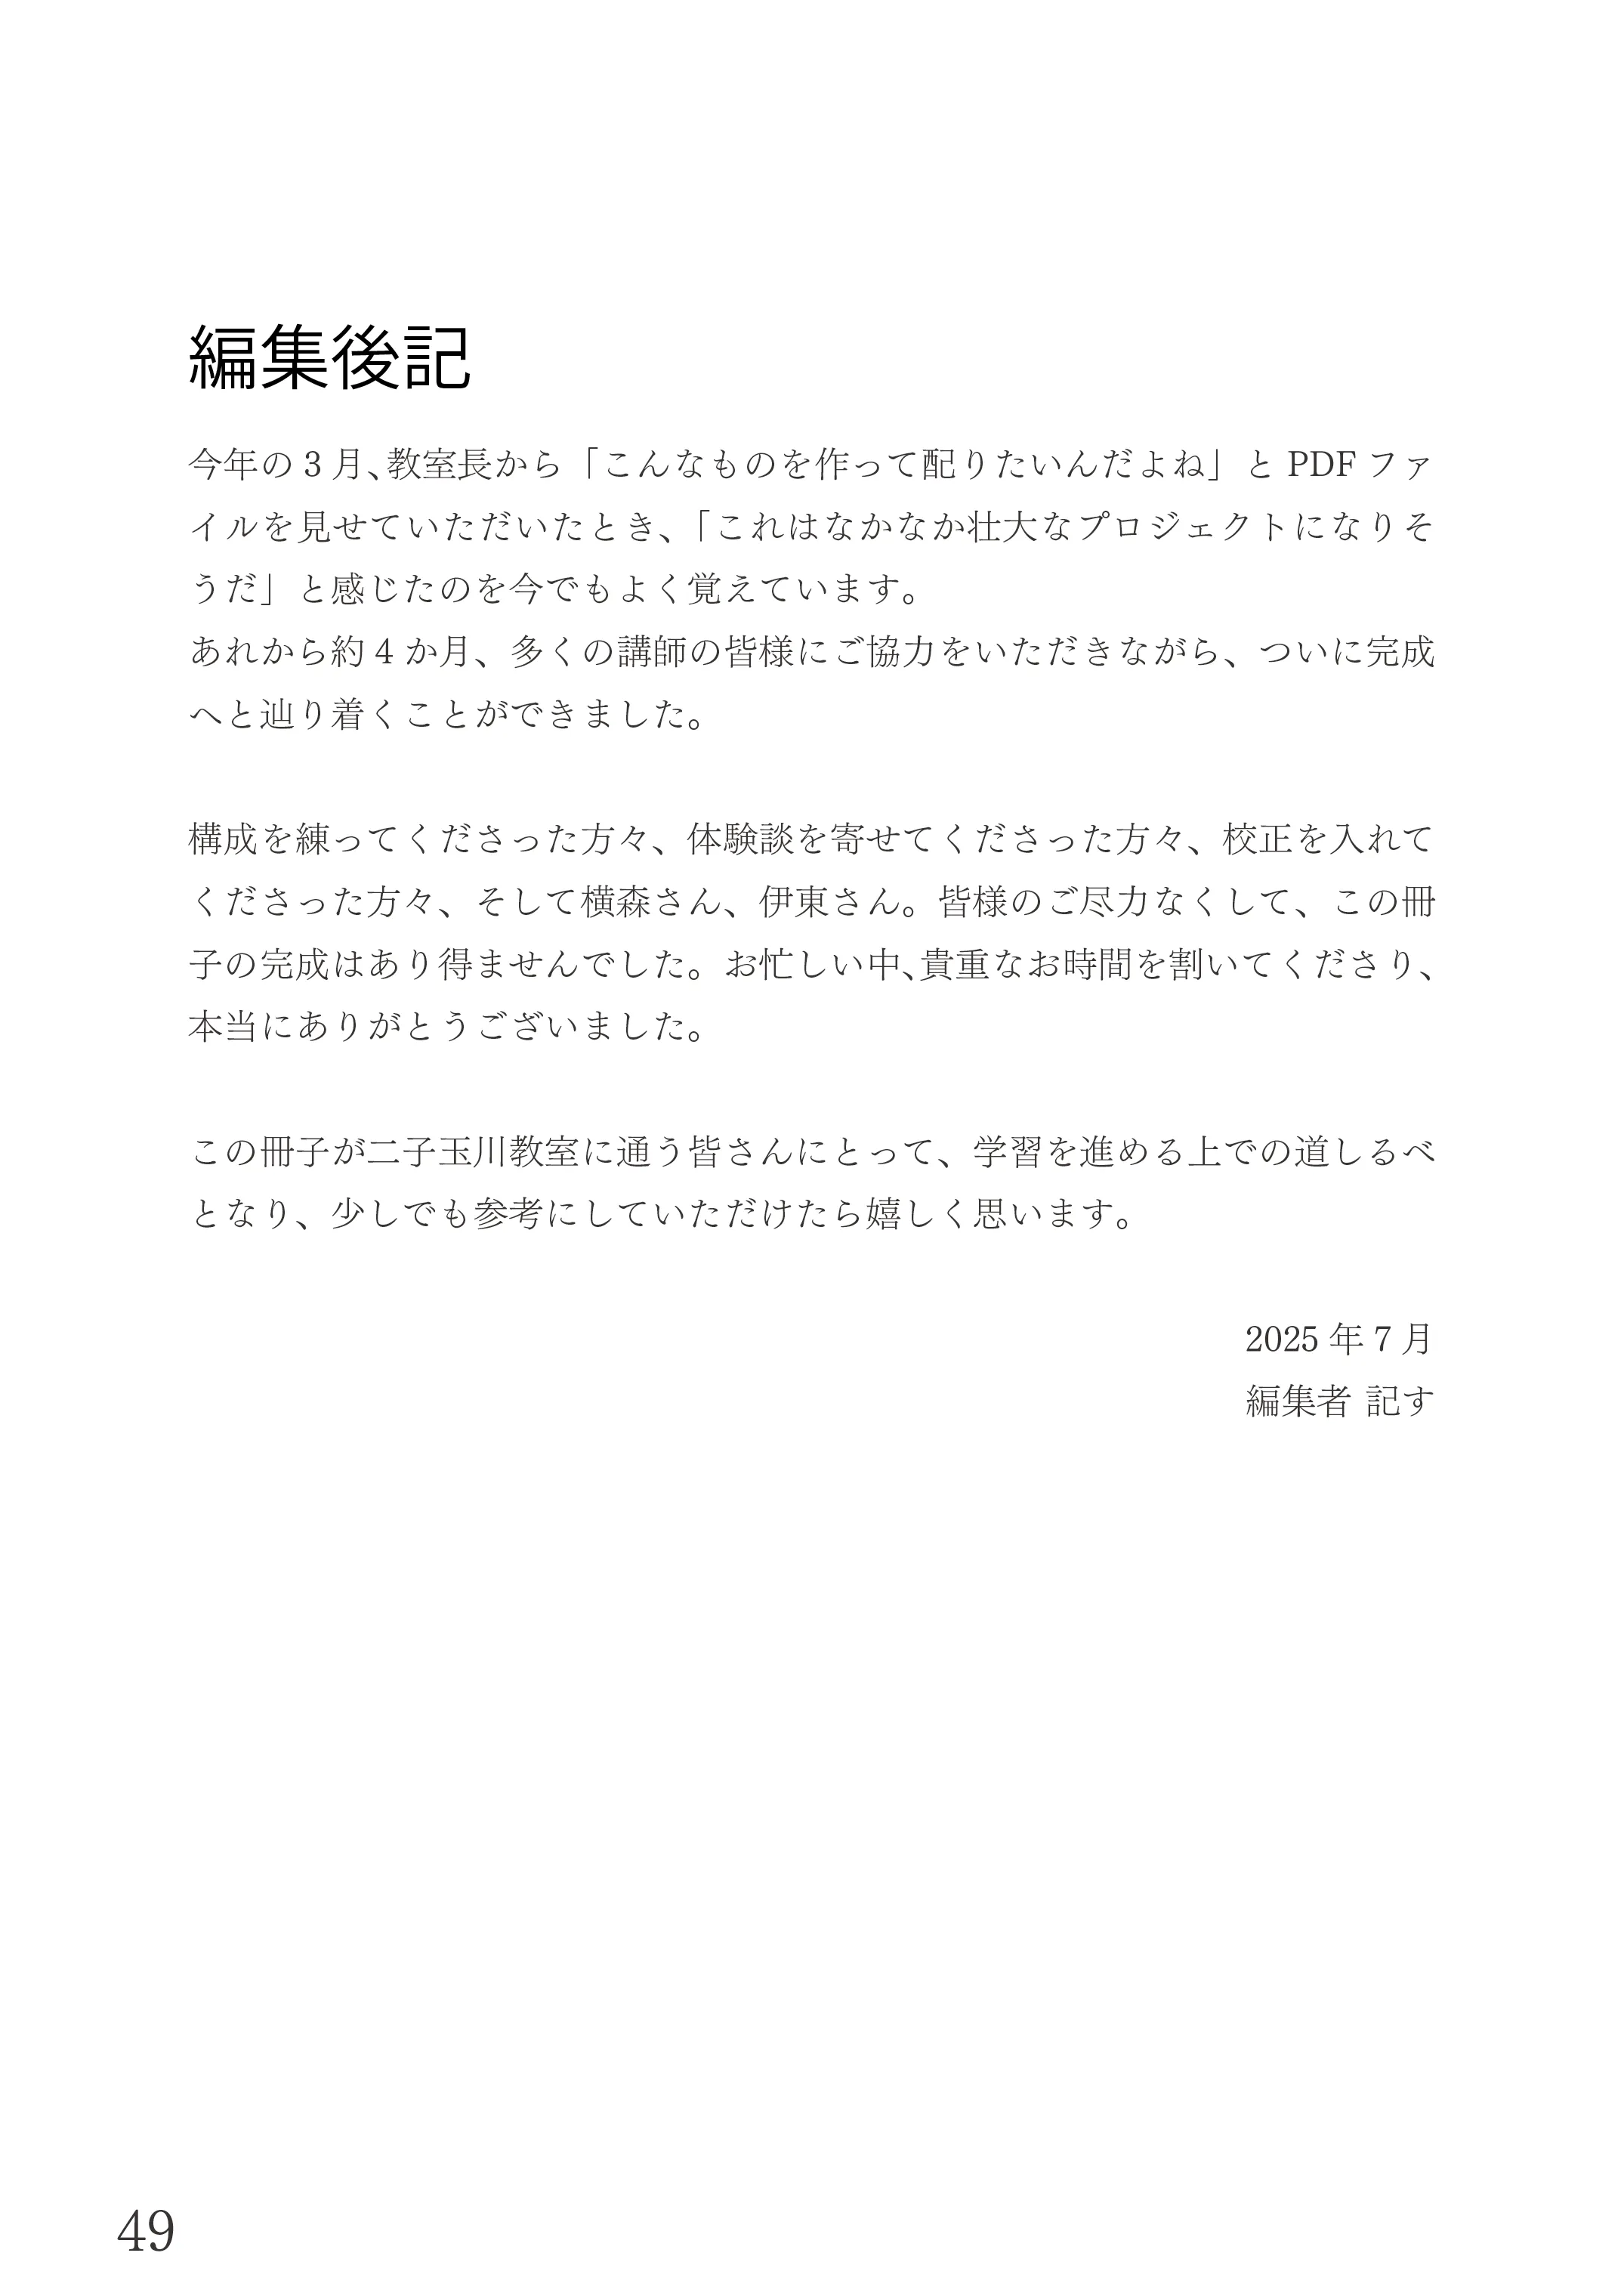 編集後記
今年の 3 月、教室長から「こんなものを作って配りたいんだよね」と PDF ファ
イルを見せていただいたとき、「これはなかなか壮大なプロジェクトになりそ
うだ」と感じたのを今でもよく覚えています。
あれから約 4 か月、多くの講師の皆様にご協力をいただきながら、ついに完成
へと辿り着くことができました。
構成を練ってくださった方々、体験談を寄せてくださった方々、校正を入れて
くださった方々、そして横森さん、伊東さん。皆様のご尽力なくして、この冊
子の完成はあり得ませんでした。お忙しい中、貴重なお時間を割いてくださり、
本当にありがとうございました。
この冊子が二子玉川教室に通う皆さんにとって、学習を進める上での道しるべ
となり、少しでも参考にしていただけたら嬉しく思います。
2025 年 7 月
編集者 記す
49